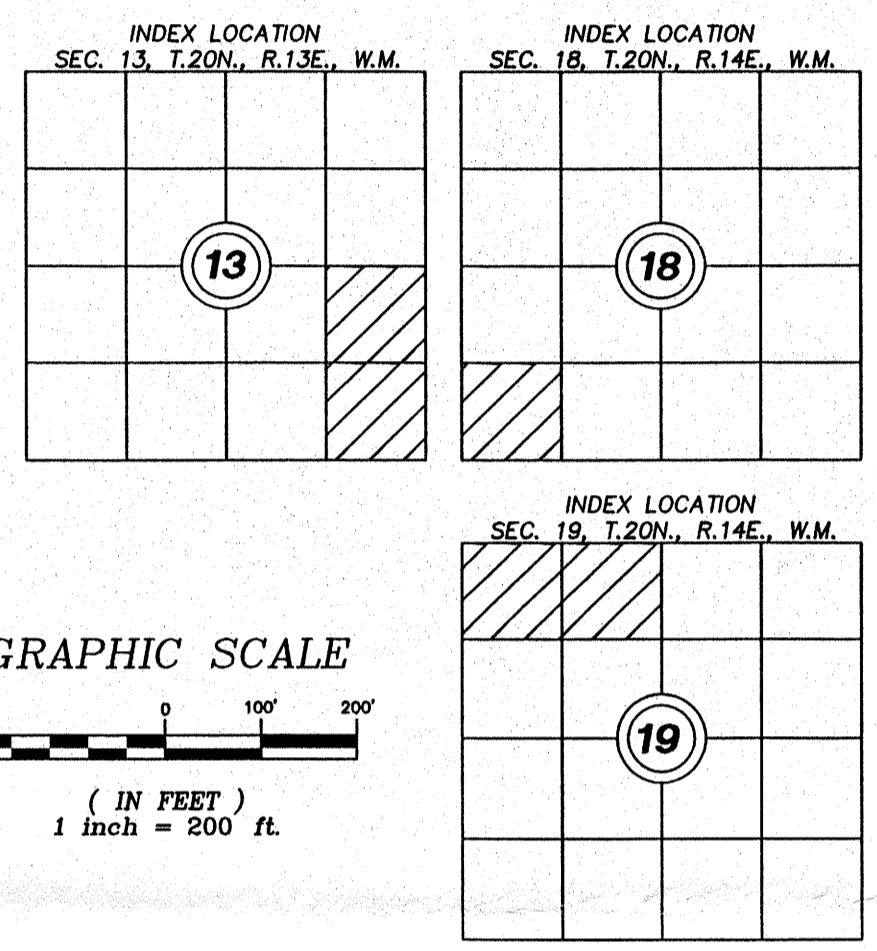 INDEX LOCATION
SEC. 13, T.20N., R.13E., W.M.
13
INDEX LOCATION
SEC. 18, T.20N., R.14E., W.M.
18
INDEX LOCATION
SEC. 19, T.20N., R.14E., W.M.
19
GRAPHIC SCALE
0 100' 200'
( IN FEET )
1 inch = 200 ft.